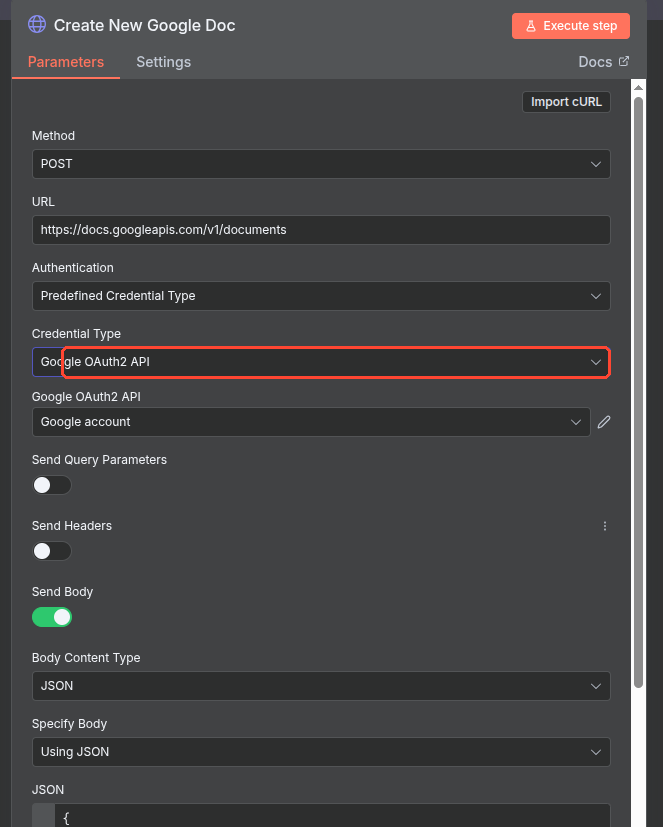 Create New Google Doc
Execute step
Parameters
Settings
Docs
Import cURL
Method
POST
URL
https://docs.googleapis.com/v1/documents
Authentication
Predefined Credential Type
Credential Type
Google OAuth2 API
Google OAuth2 API
Google account
Send Query Parameters
Send Headers
Send Body
Body Content Type
JSON
Specify Body
Using JSON
JSON
{